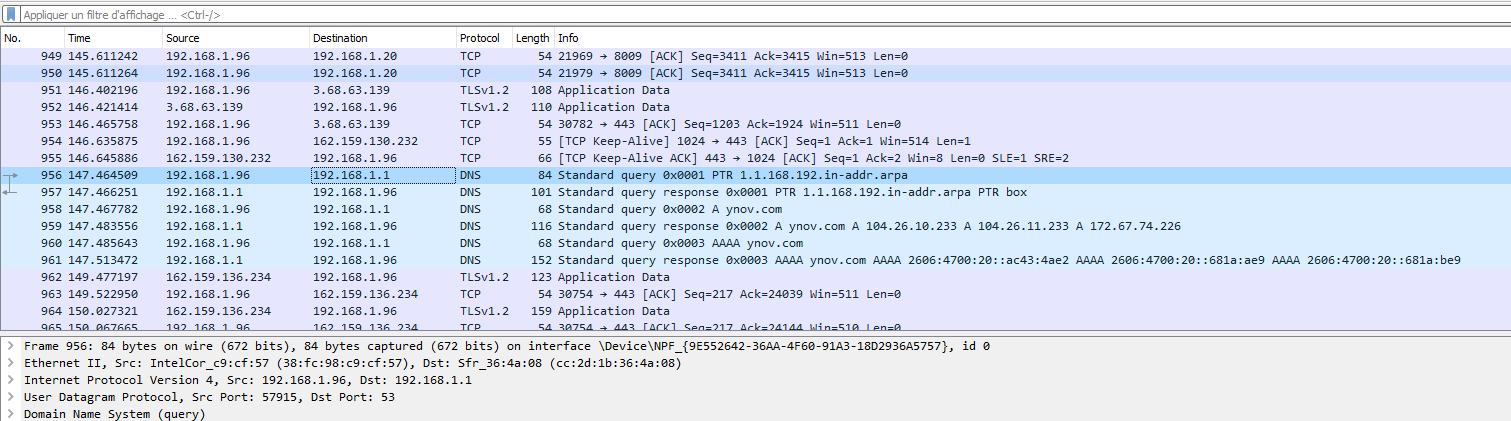 Appliquer un filtre d'affichage ... <Ctrl-/>
No. Time Source Destination Protocol Length Info
949 145.611242 192.168.1.96 192.168.1.20 TCP 54 21969 → 8009 [ACK] Seq=3411 Ack=3415 Win=513 Len=0
950 145.611264 192.168.1.96 192.168.1.20 TCP 54 21979 → 8009 [ACK] Seq=3411 Ack=3415 Win=513 Len=0
951 146.402196 192.168.1.96 3.68.63.139 TLSv1.2 108 Application Data
952 146.421414 3.68.63.139 192.168.1.96 TLSv1.2 110 Application Data
953 146.465758 192.168.1.96 3.68.63.139 TCP 54 30782 → 443 [ACK] Seq=1203 Ack=1924 Win=511 Len=0
954 146.635875 192.168.1.96 162.159.130.232 TCP 55 [TCP Keep-Alive] 1024 → 443 [ACK] Seq=1 Ack=1 Win=514 Len=1
955 146.645886 162.159.130.232 192.168.1.96 TCP 66 [TCP Keep-Alive ACK] 443 → 1024 [ACK] Seq=1 Ack=2 Win=8 Len=0 SLE=1 SRE=2
956 147.464509 192.168.1.96 192.168.1.1 DNS 84 Standard query 0x0001 PTR 1.1.168.192.in-addr.arpa
957 147.466251 192.168.1.1 192.168.1.96 DNS 101 Standard query response 0x0001 PTR 1.1.168.192.in-addr.arpa PTR box
958 147.467782 192.168.1.96 192.168.1.1 DNS 68 Standard query 0x0002 A ynov.com
959 147.483556 192.168.1.1 192.168.1.96 DNS 116 Standard query response 0x0002 A ynov.com A 104.26.10.233 A 104.26.11.233 A 172.67.74.226
960 147.485643 192.168.1.96 192.168.1.1 DNS 68 Standard query 0x0003 AAAA ynov.com
961 147.513472 192.168.1.1 192.168.1.96 DNS 152 Standard query response 0x0003 AAAA ynov.com AAAA 2606:4700:20::ac43:4ae2 AAAA 2606:4700:20::681a:ae9 AAAA 2606:4700:20::681a:be9
962 149.477197 162.159.136.234 192.168.1.96 TLSv1.2 123 Application Data
963 149.522950 192.168.1.96 162.159.136.234 TCP 54 30754 → 443 [ACK] Seq=217 Ack=24039 Win=511 Len=0
964 150.027321 162.159.136.234 192.168.1.96 TLSv1.2 159 Application Data
965 150.067665 192.168.1.96 162.159.136.234 TCP 54 30754 → 443 [ACK] Seq=217 Ack=24144 Win=510 Len=0
Frame 956: 84 bytes on wire (672 bits), 84 bytes captured (672 bits) on interface \Device\NPF_{9E552642-36AA-4F60-91A3-18D2936A5757}, id 0
Ethernet II, Src: IntelCor_c9:cf:57 (38:fc:98:c9:cf:57), Dst: Sfr_36:4a:08 (cc:2d:1b:36:4a:08)
Internet Protocol Version 4, Src: 192.168.1.96, Dst: 192.168.1.1
User Datagram Protocol, Src Port: 57915, Dst Port: 53
Domain Name System (query)